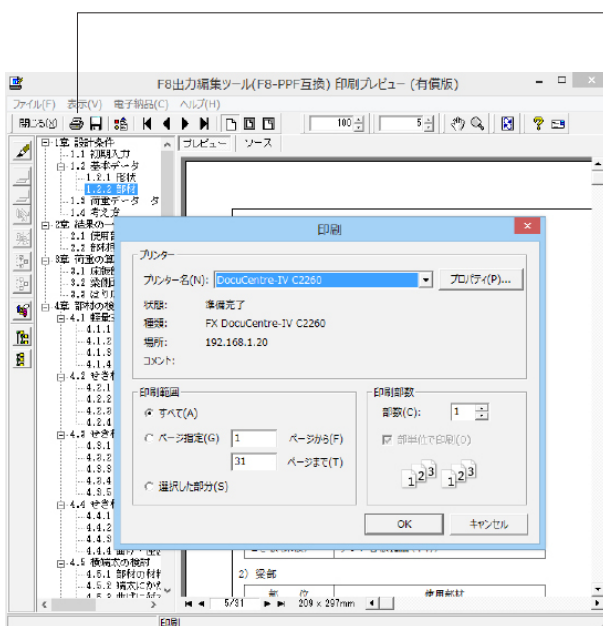 F8出力編集ツール(F8-PPF互換) 印刷プレビュー (有償版)
ファイル(F) 表示(V) 電子納品(C) ヘルプ(H)
閉じる(X) 100 5
プレビュー ソース
1章 設計条件
1.1 初期入力
1.2 基本データ
1.2.1 形状
1.2.2 部材
1.3 荷重データ
1.4 考え方
2章 結果の一
2.1 使用
2.2 部材
3章 荷重の算
3.1 床版
3.2 梁側
3.3 はり
4章 部材の検
4.1 軽量
4.1.1
4.1.2
4.1.3
4.1.4
4.2 せき
4.2.1
4.2.2
4.2.3
4.2.4
4.3 せき
4.3.1
4.3.2
4.3.3
4.3.4
4.3.5
4.4 せき
4.4.1
4.4.2
4.4.3
4.4.4
4.5 横端太の検討
4.5.1 部材の材
4.5.2 端太にか
印刷
プリンター
プリンター名(N): DocuCentre-IV C2260 プロパティ(P)...
状態: 準備完了
種類: FX DocuCentre-IV C2260
場所: 192.168.1.20
コメント:
印刷範囲
すべて(A)
ページ指定(G) 1 ページから(F)
31 ページまで(T)
選択した部分(S)
印刷部数
部数(C): 1
部単位で印刷(O)
1 2 3 1 2 3
OK キャンセル
2) 梁部
部 位 使用部材
5/31 209 x 297mm
印刷